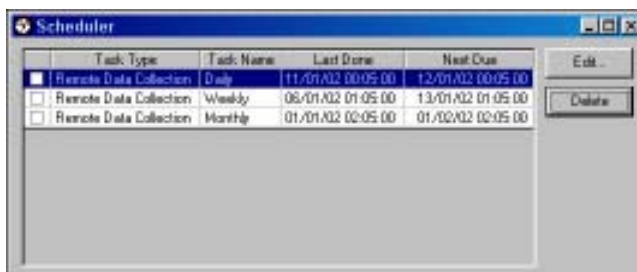 Scheduler
Task Type Task Name Last Done Next Due
Remote Data Collection Daily 11/01/02 00:05:00 12/01/02 00:05:00
Remote Data Collection Weekly 06/01/02 01:05:00 13/01/02 01:05:00
Remote Data Collection Monthly 01/01/02 02:05:00 01/02/02 02:05:00
Edit...
Delete